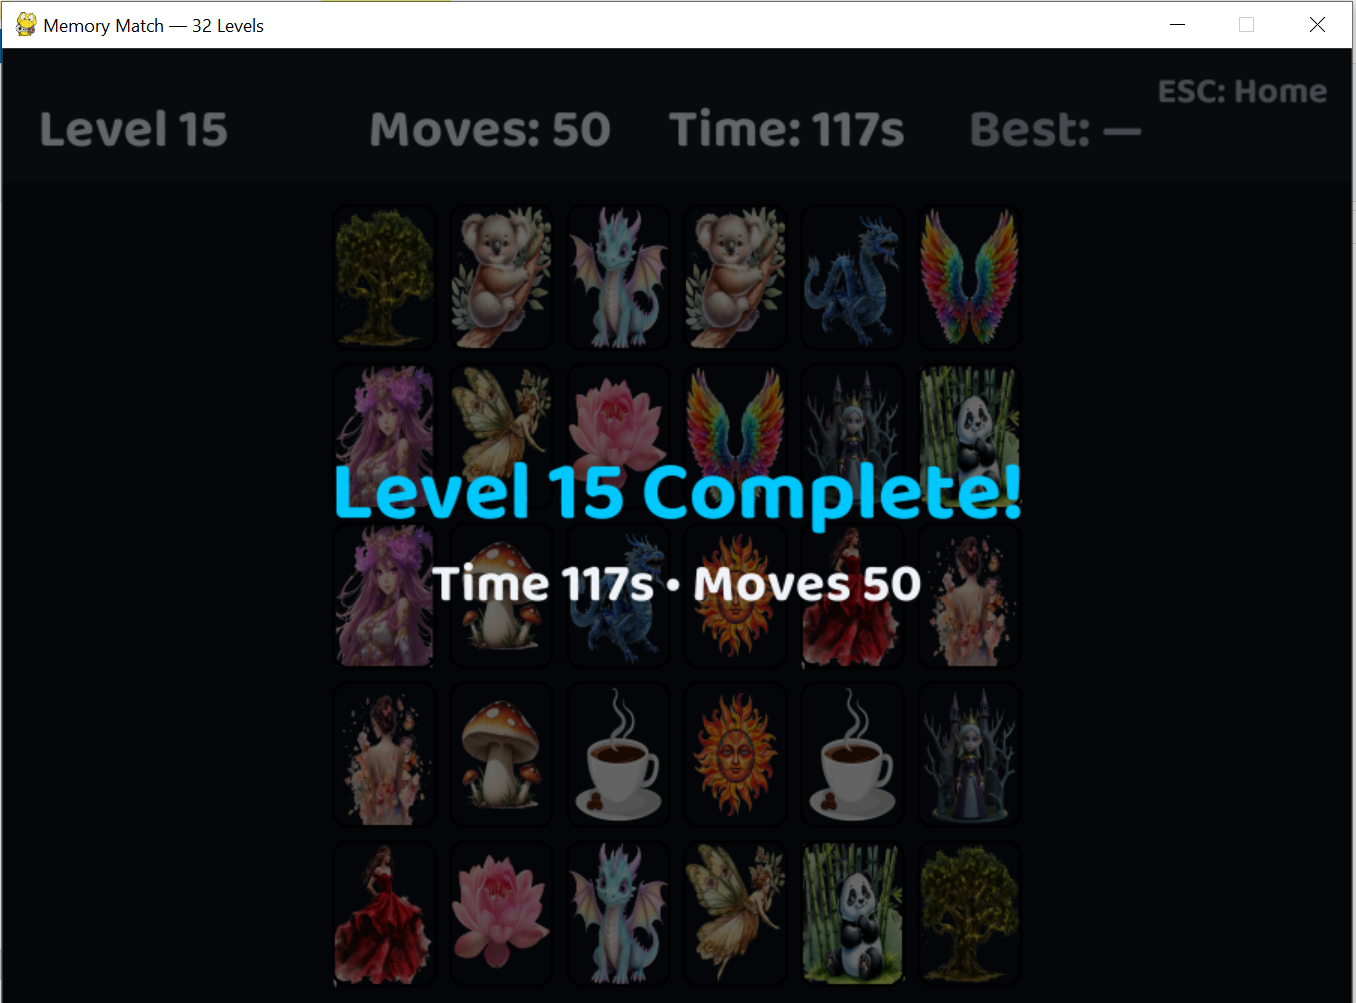 Memory Match — 32 Levels
ESC: Home
Level 15 Moves: 50 Time: 117s Best: —
Level 15 Complete!
Time 117s • Moves 50